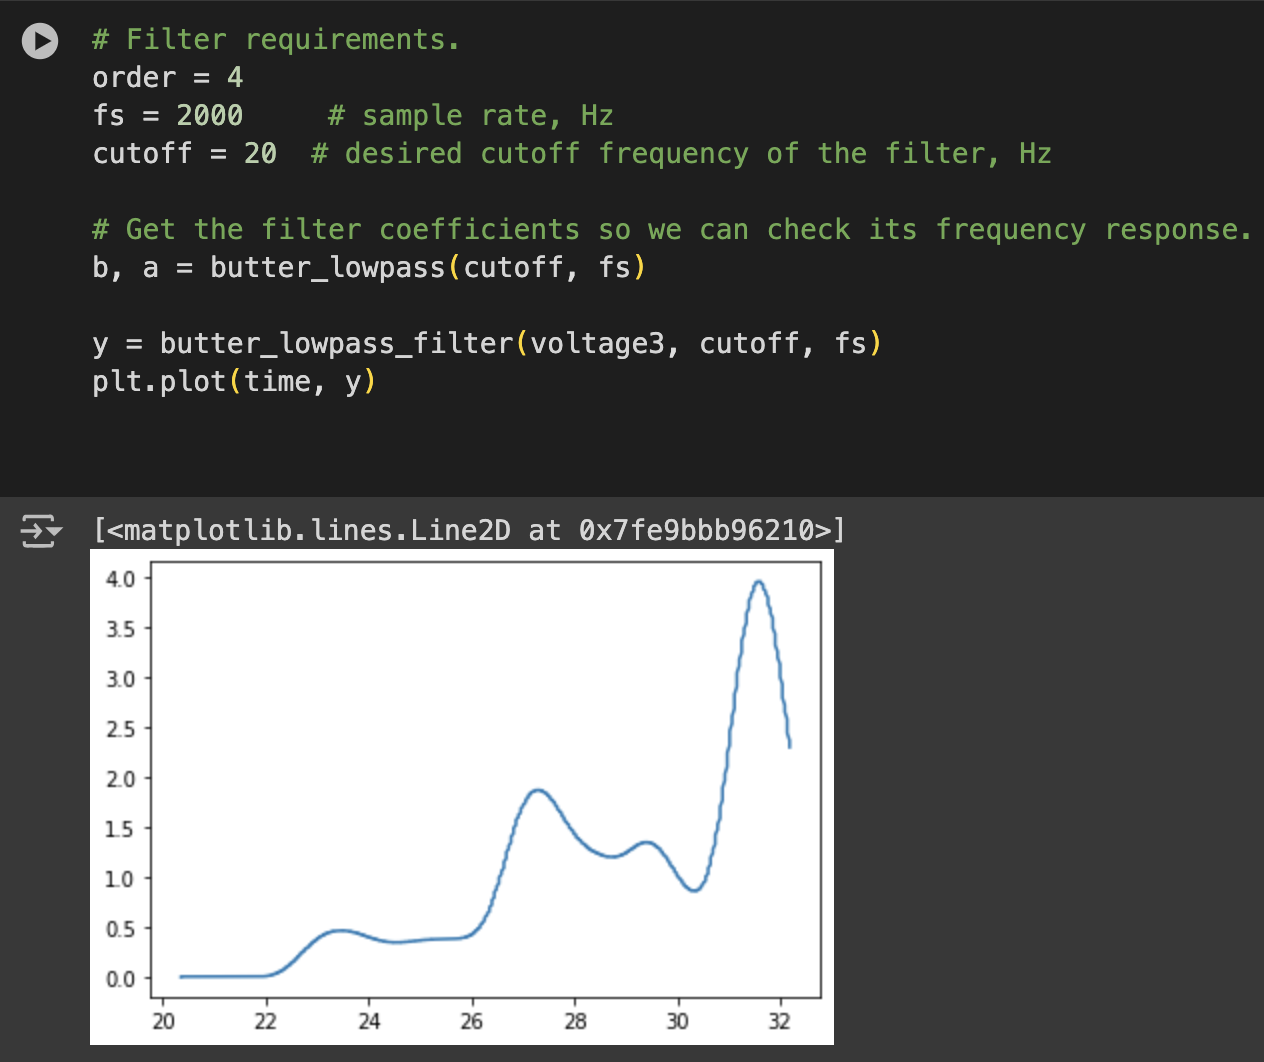 # Filter requirements.
order = 4
fs = 2000     # sample rate, Hz
cutoff = 20  # desired cutoff frequency of the filter, Hz
# Get the filter coefficients so we can check its frequency response.
b, a = butter_lowpass(cutoff, fs)
y = butter_lowpass_filter(voltage3, cutoff, fs)
plt.plot(time, y)
[<matplotlib.lines.Line2D at 0x7fe9bbb96210>]
4.0
3.5
3.0
2.5
2.0
1.5
1.0
0.5
0.0
20 22 24 26 28 30 32